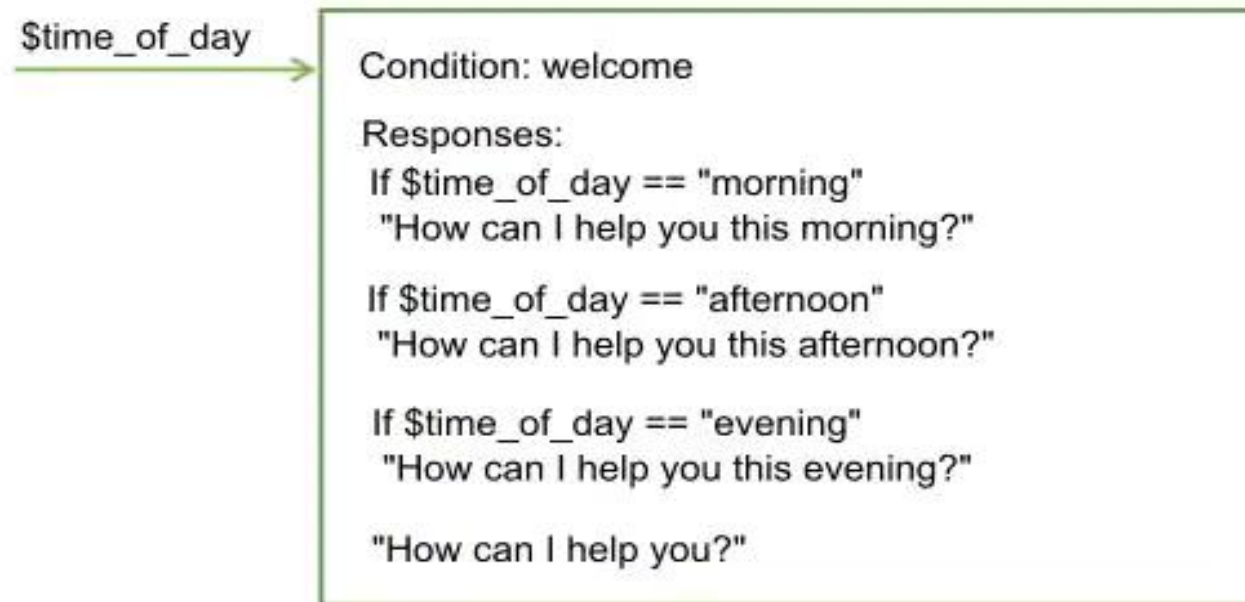 $time_of_day
Condition: welcome
Responses:
If $time_of_day == "morning"
"How can I help you this morning?"
If $time_of_day == "afternoon"
"How can I help you this afternoon?"
If $time_of_day == "evening"
"How can I help you this evening?"
"How can I help you?"